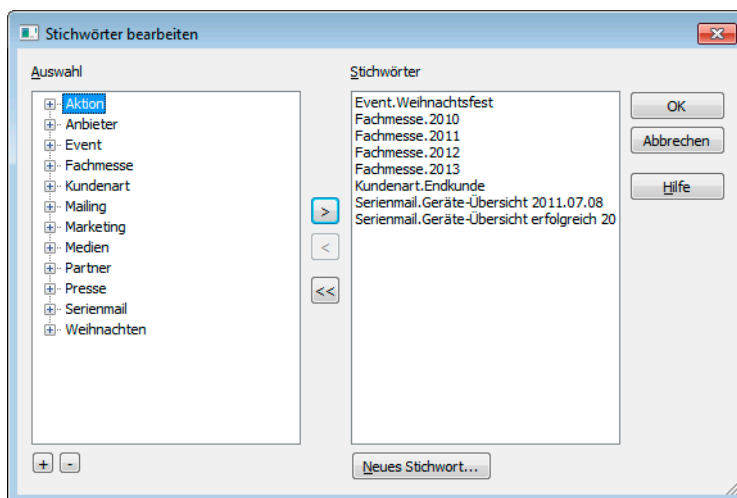 Stichwörter bearbeiten
Auswahl
Aktion
Anbieter
Event
Fachmesse
Kundenart
Mailing
Marketing
Medien
Partner
Presse
Serienmail
Weihnachten
+ -
>
<
<<
Stichwörter
Event.Weihnachtsfest
Fachmesse.2010
Fachmesse.2011
Fachmesse.2012
Fachmesse.2013
Kundenart.Endkunde
Serienmail.Geräte-Übersicht 2011.07.08
Serienmail.Geräte-Übersicht erfolgreich 20
Neues Stichwort...
OK
Abbrechen
Hilfe